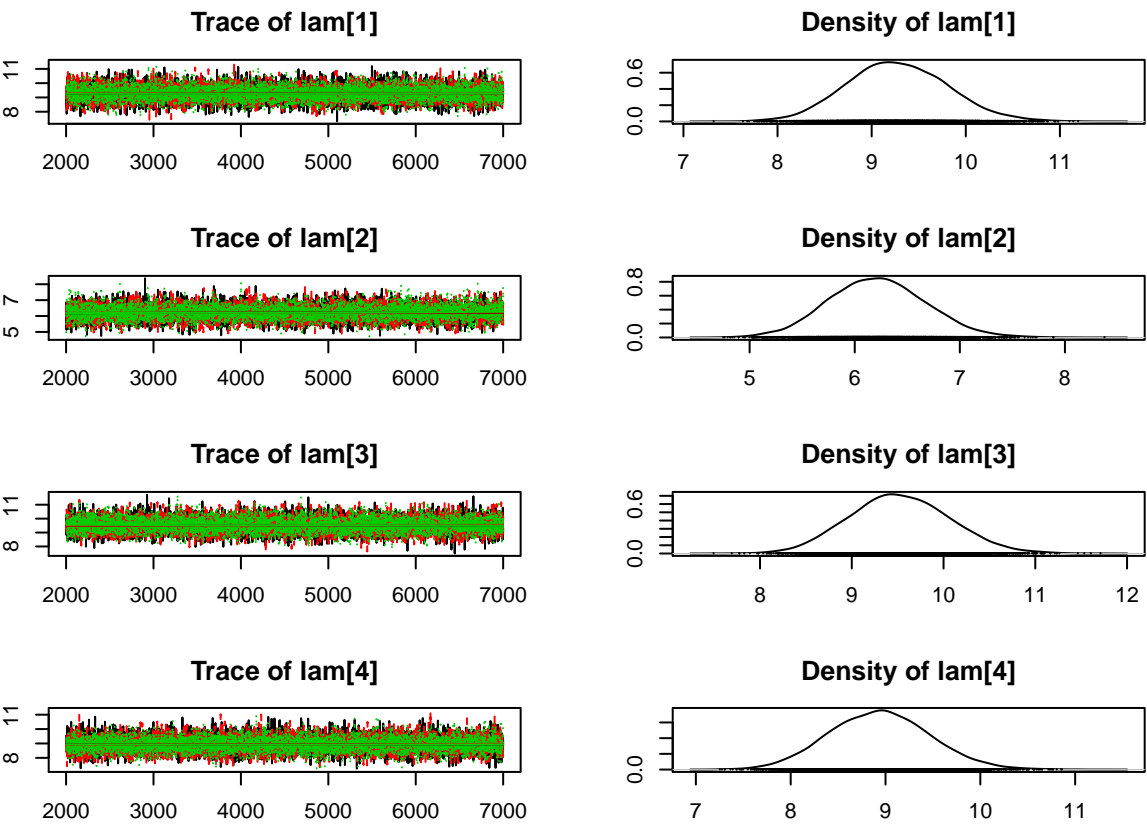 Trace of lam[1] Density of lam[1]
11
8
2000 3000 4000 5000 6000 7000
0.6
0.0
7 8 9 10 11
Trace of lam[2] Density of lam[2]
7
5
2000 3000 4000 5000 6000 7000
0.8
0.0
5 6 7 8
Trace of lam[3] Density of lam[3]
11
8
2000 3000 4000 5000 6000 7000
0.6
0.0
8 9 10 11 12
Trace of lam[4] Density of lam[4]
11
8
2000 3000 4000 5000 6000 7000
0.0
7 8 9 10 11